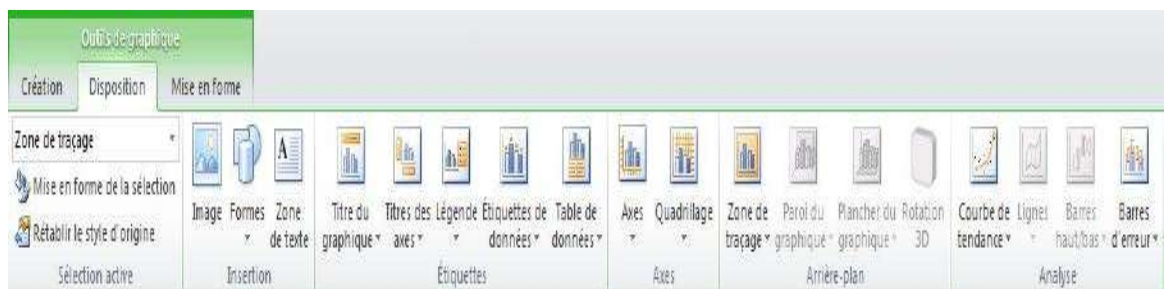 Outils de graphique
Création Disposition Mise en forme
Zone de traçage
Mise en forme de la sélection
Rétablir le style d'origine
Sélection active
Image Formes Zone de texte
Insertion
Titre du graphique Titres des axes Légende Étiquettes de données Table de données
Étiquettes
Axes Quadrillage
Axes
Zone de traçage Paroi du graphique Plancher du graphique Rotation 3D
Arrière-plan
Courbe de tendance Lignes Barres haut/bas Barres d'erreur
Analyse